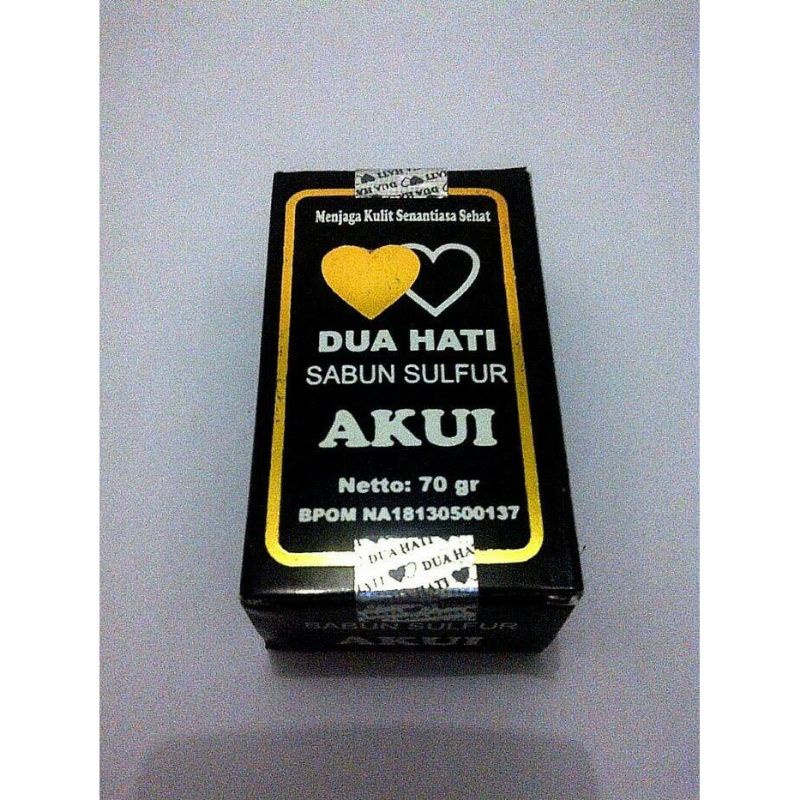 Menjaga Kulit Senantiasa Sehat
DUA HATI
SABUN SULFUR
AKUI
Netto: 70 gr
BPOM NA18130500137
DUA HATI
DUA HA
HATI
SABUN SULFUR
AKUI